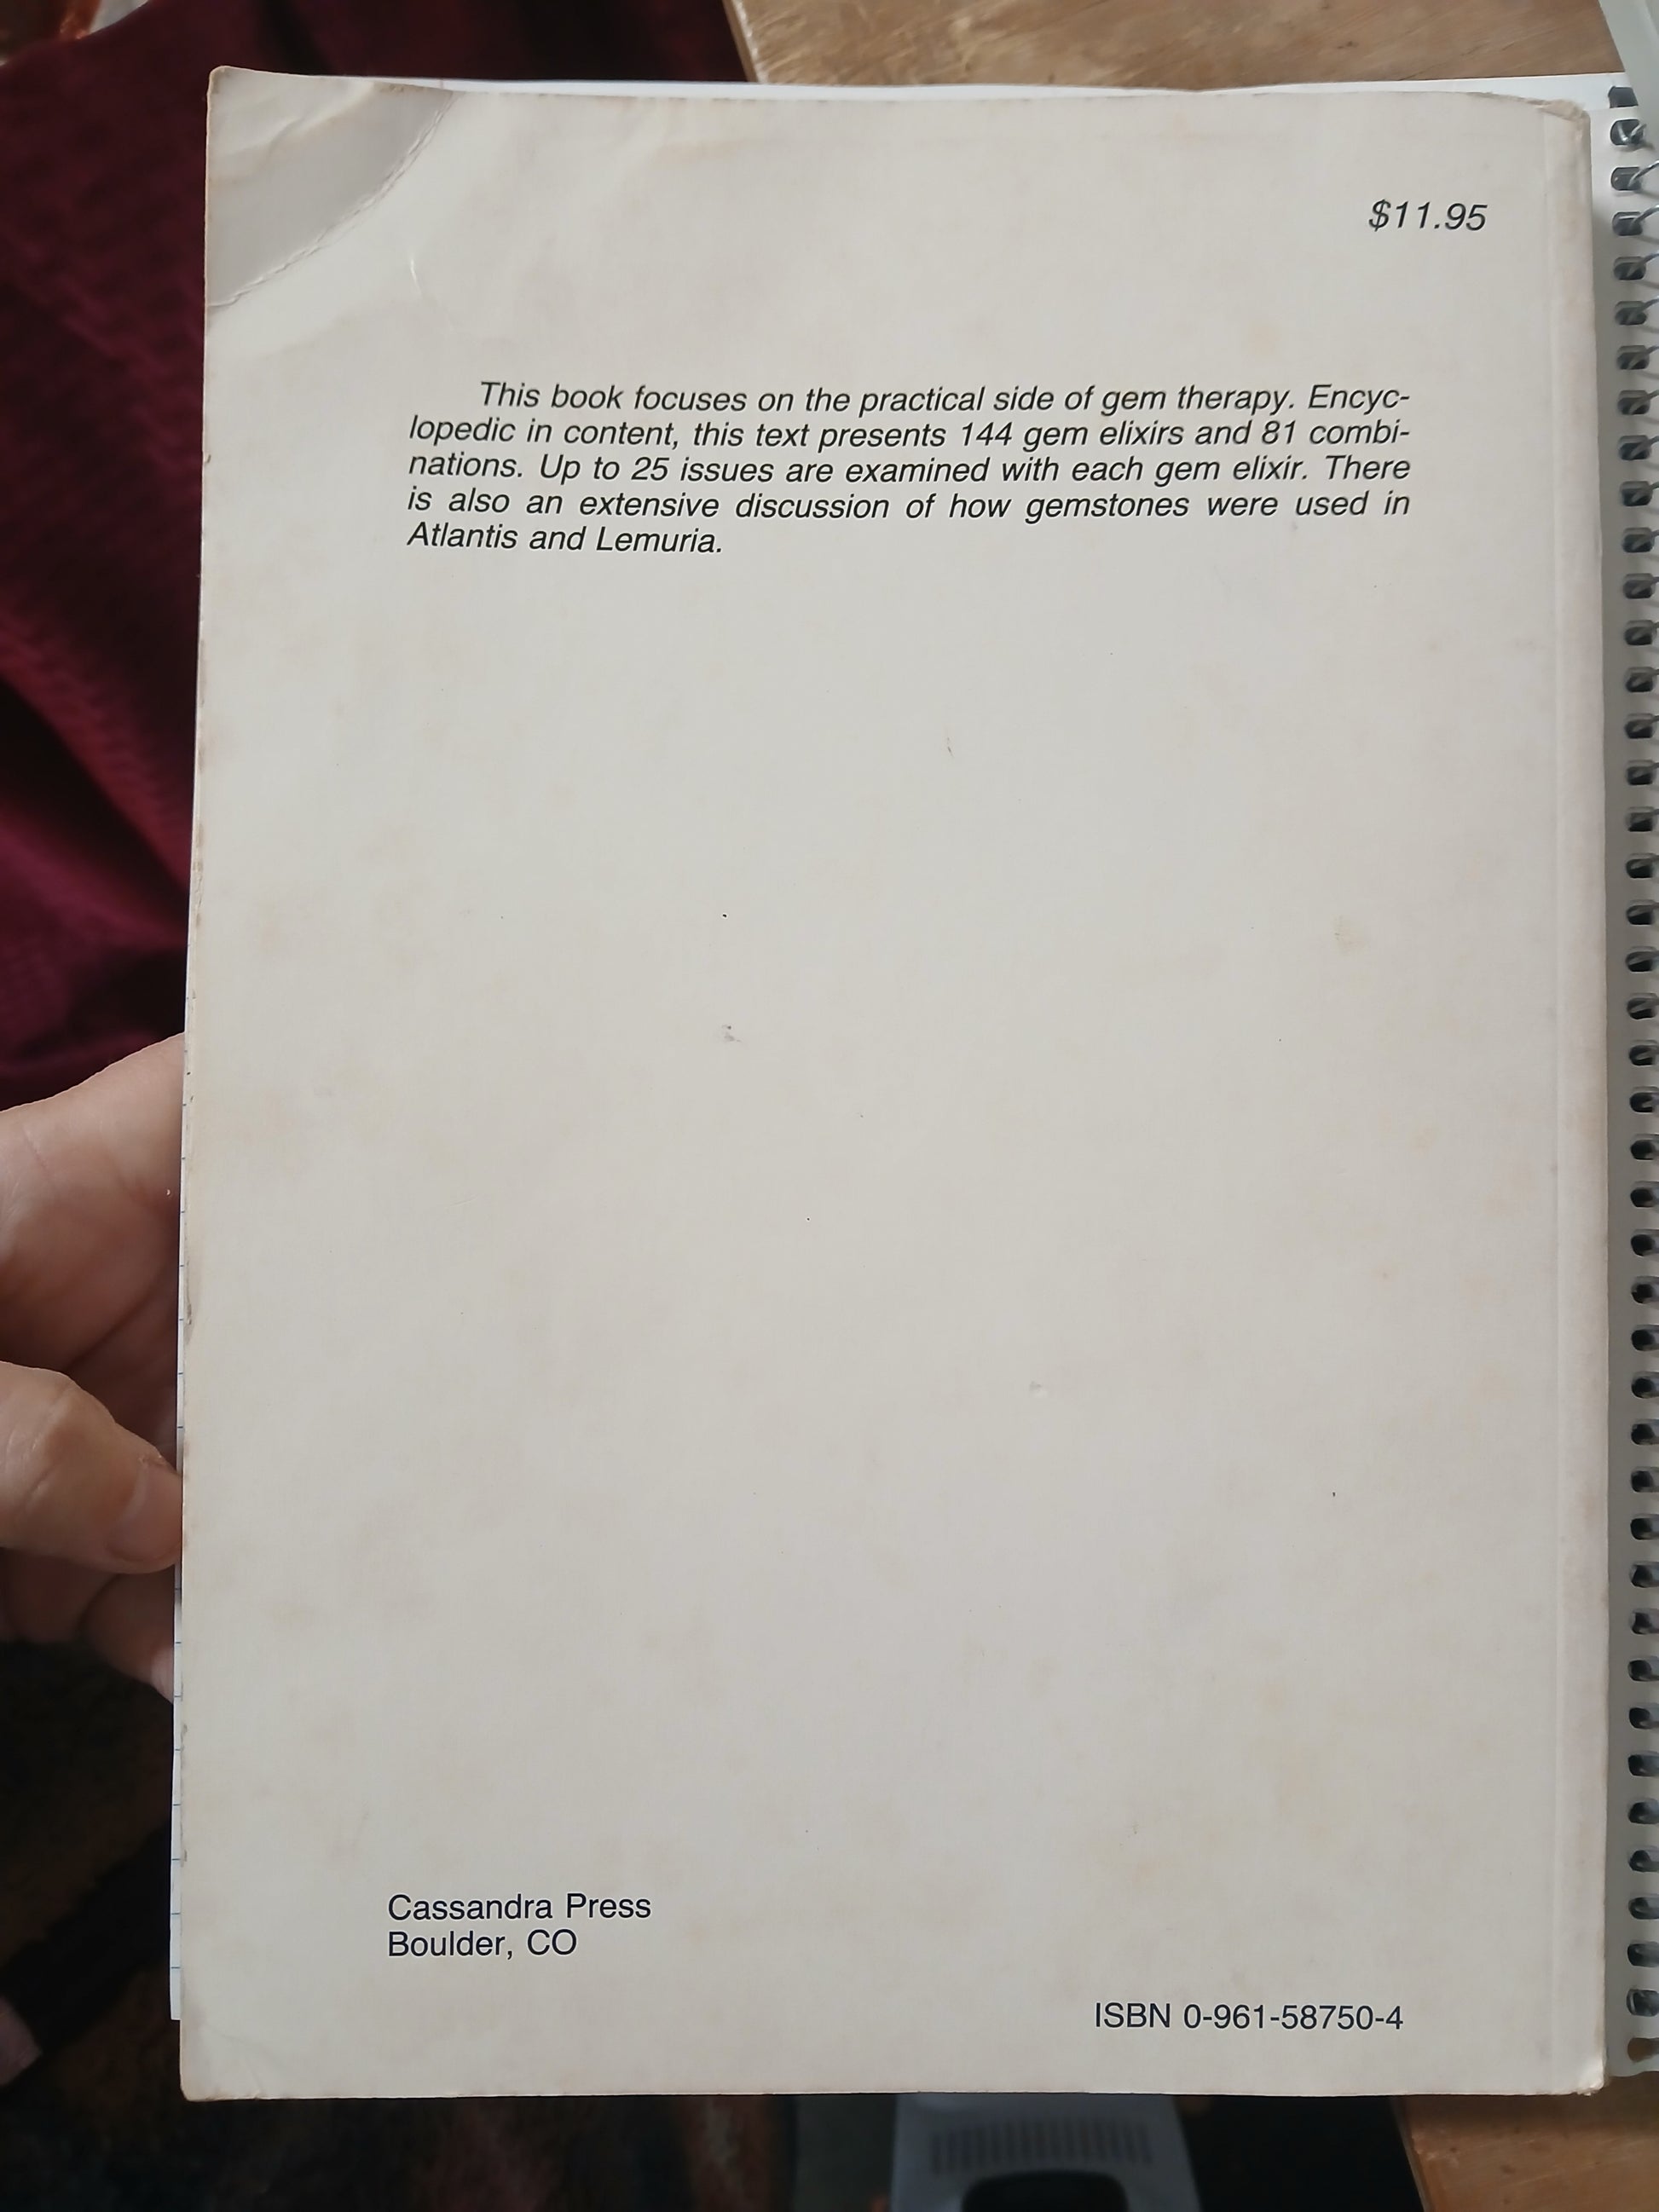 $11.95
This book focuses on the practical side of gem therapy. Encyc-
lopedic in content, this text presents 144 gem elixirs and 81 combi-
nations. Up to 25 issues are examined with each gem elixir. There
is also an extensive discussion of how gemstones were used in
Atlantis and Lemuria.
Cassandra Press
Boulder, CO
ISBN 0-961-58750-4